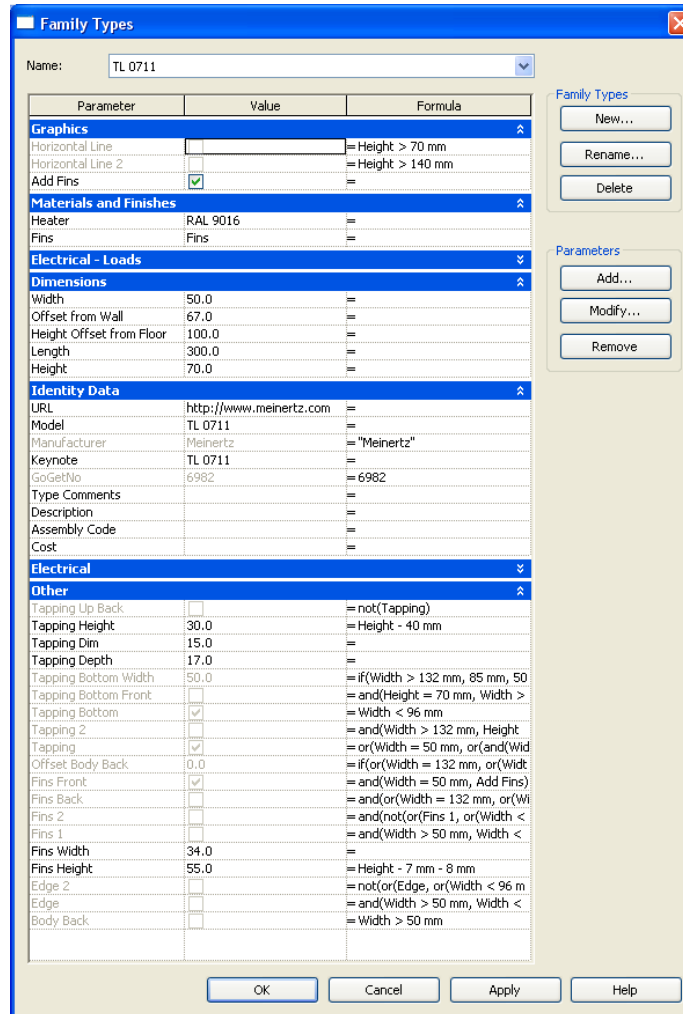 Family Types
Name: TL 0711
Family Types
Parameter Value Formula
New...
Graphics
Horizontal Line = Height > 70 mm
Rename...
Horizontal Line 2 = Height > 140 mm
Add Fins =
Delete
Materials and Finishes
Heater RAL 9016 =
Fins Fins =
Parameters
Electrical - Loads
Add...
Dimensions
Width 50.0 =
Modify...
Offset from Wall 67.0 =
Height Offset from Floor 100.0 =
Remove
Length 300.0 =
Height 70.0 =
Identity Data
URL http://www.meinertz.com =
Model TL 0711 =
Manufacturer Meinertz = "Meinertz"
Keynote TL 0711 =
GoGetNo 6982 = 6982
Type Comments =
Description =
Assembly Code =
Cost =
Electrical
Other
Tapping Up Back = not(Tapping)
Tapping Height 30.0 = Height - 40 mm
Tapping Dim 15.0 =
Tapping Depth 17.0 =
Tapping Bottom Width 50.0 = if(Width > 132 mm, 85 mm, 50
Tapping Bottom Front = and(Height = 70 mm, Width >
Tapping Bottom = Width < 96 mm
Tapping 2 = and(Width > 132 mm, Height
Tapping = or(Width = 50 mm, or(and(Wid
Offset Body Back 0.0 = if(or(Width = 132 mm, or(Widt
Fins Front = and(Width = 50 mm, Add Fins)
Fins Back = and(or(Width = 132 mm, or(Wi
Fins 2 = and(not(or(Fins 1, or(Width <
Fins 1 = and(Width > 50 mm, Width <
Fins Width 34.0 =
Fins Height 55.0 = Height - 7 mm - 8 mm
Edge 2 = not(or(Edge, or(Width < 96 m
Edge = and(Width > 50 mm, Width <
Body Back = Width > 50 mm
OK Cancel Apply Help